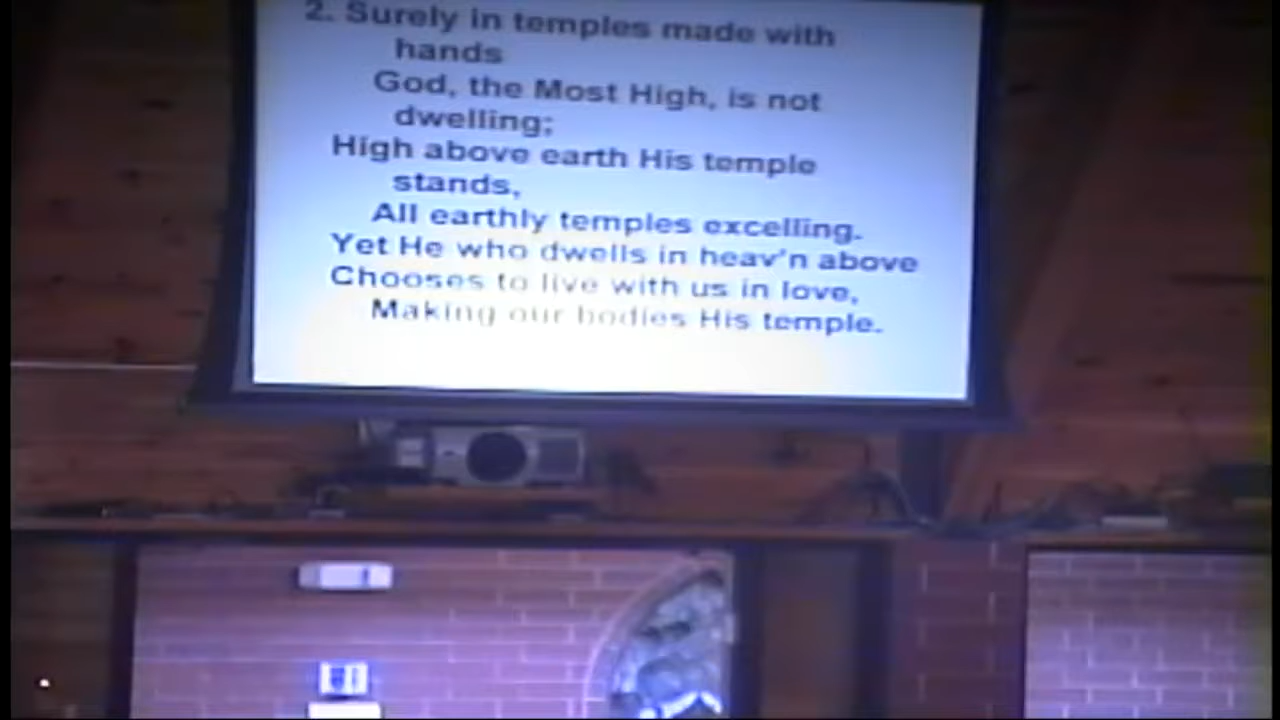 2. Surely in temples made with
hands
God, the Most High, is not
dwelling;
High above earth His temple
stands,
All earthly temples excelling.
Yet He who dwells in heav'n above
Chooses to live with us in love,
Making our bodies His temple.